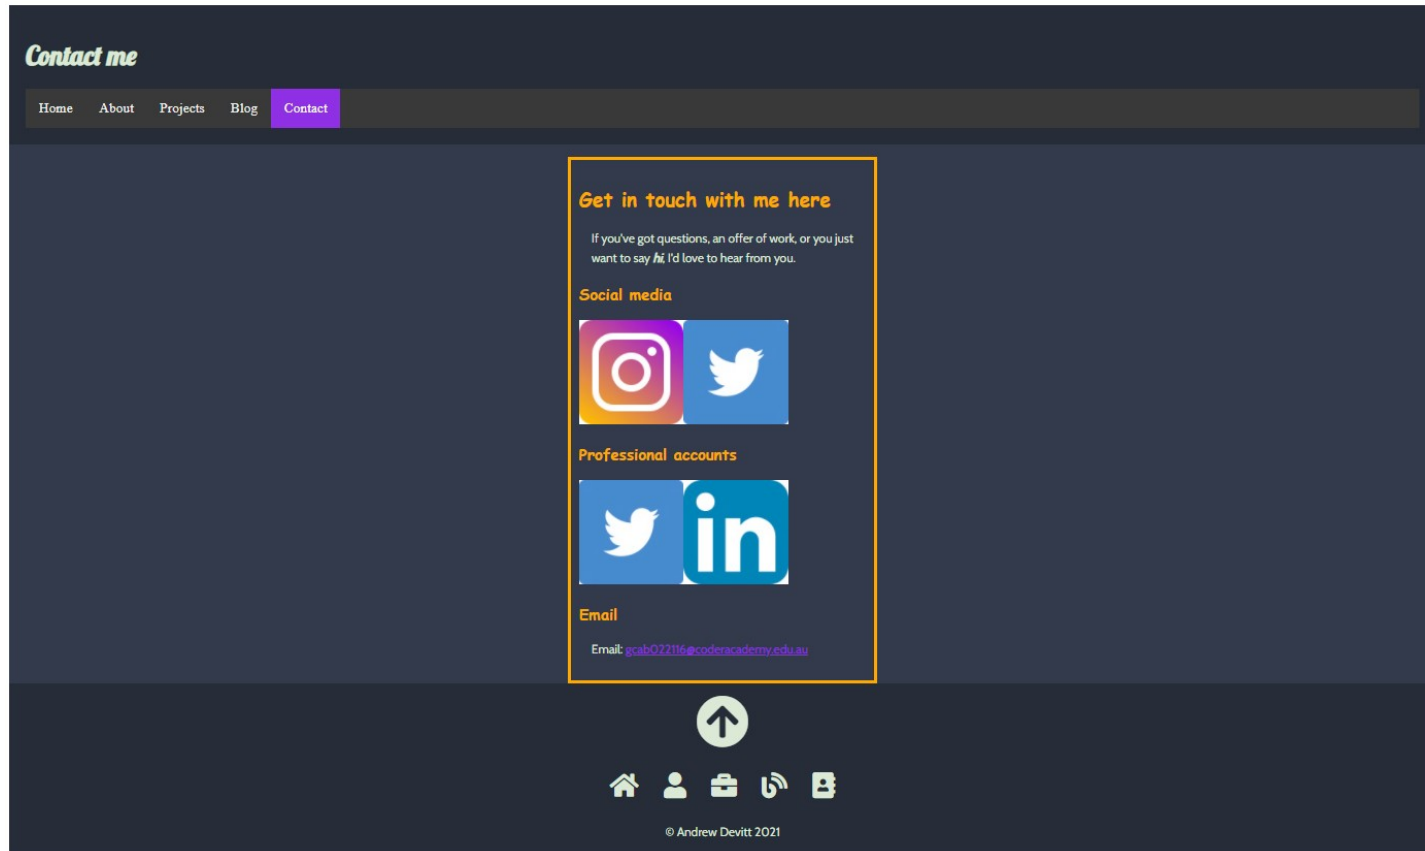 Contact me
Home About Projects Blog Contact
Get in touch with me here
If you've got questions, an offer of work, or you just
want to say hi, I'd love to hear from you.
Social media
Professional accounts
in
Email
Email: gcab022116@coderacademy.edu.au
© Andrew Devitt 2021